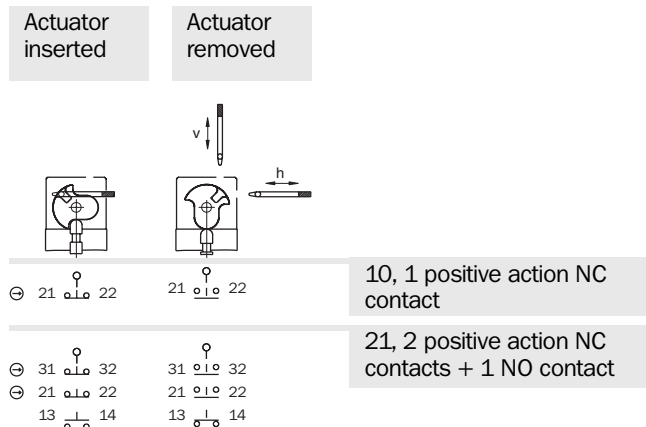 Actuator inserted
Actuator removed
v
h
21 22
21 22
10, 1 positive action NC
contact
31 32
31 32
21 22
21 22
13 14
13 14
21, 2 positive action NC
contacts + 1 NO contact